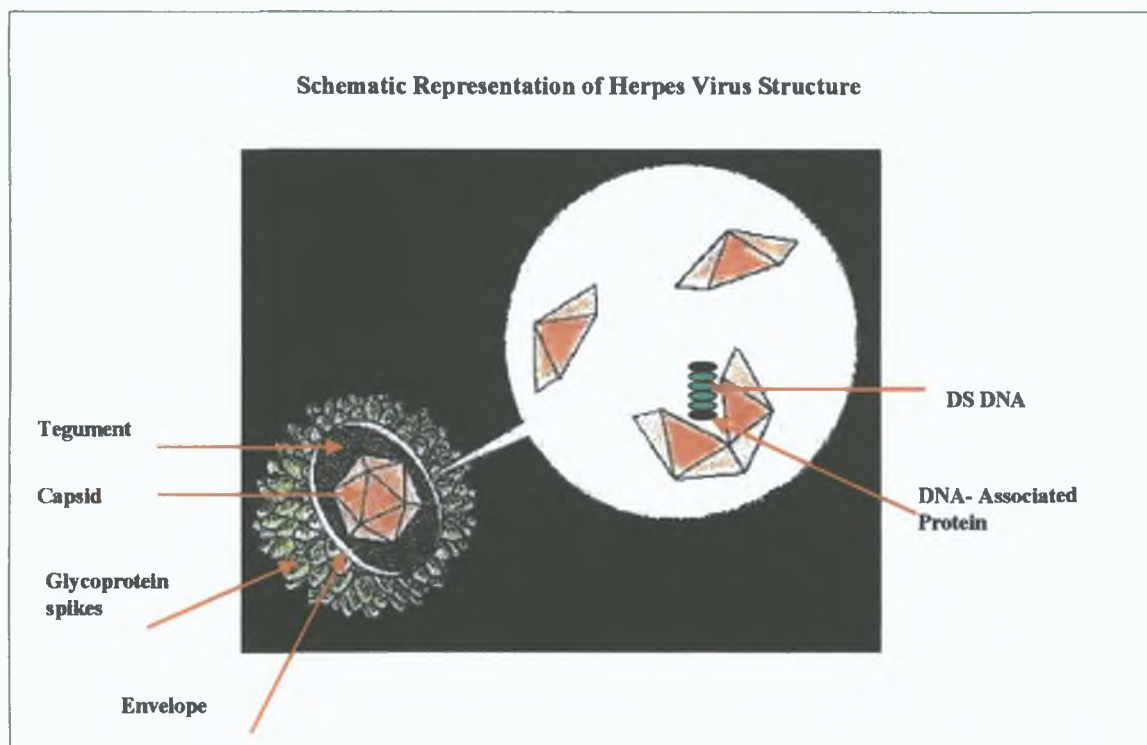 Schematic Representation of Herpes Virus Structure
Tegument
Capsid
Glycoprotein
spikes
Envelope
DS DNA
DNA- Associated
Protein